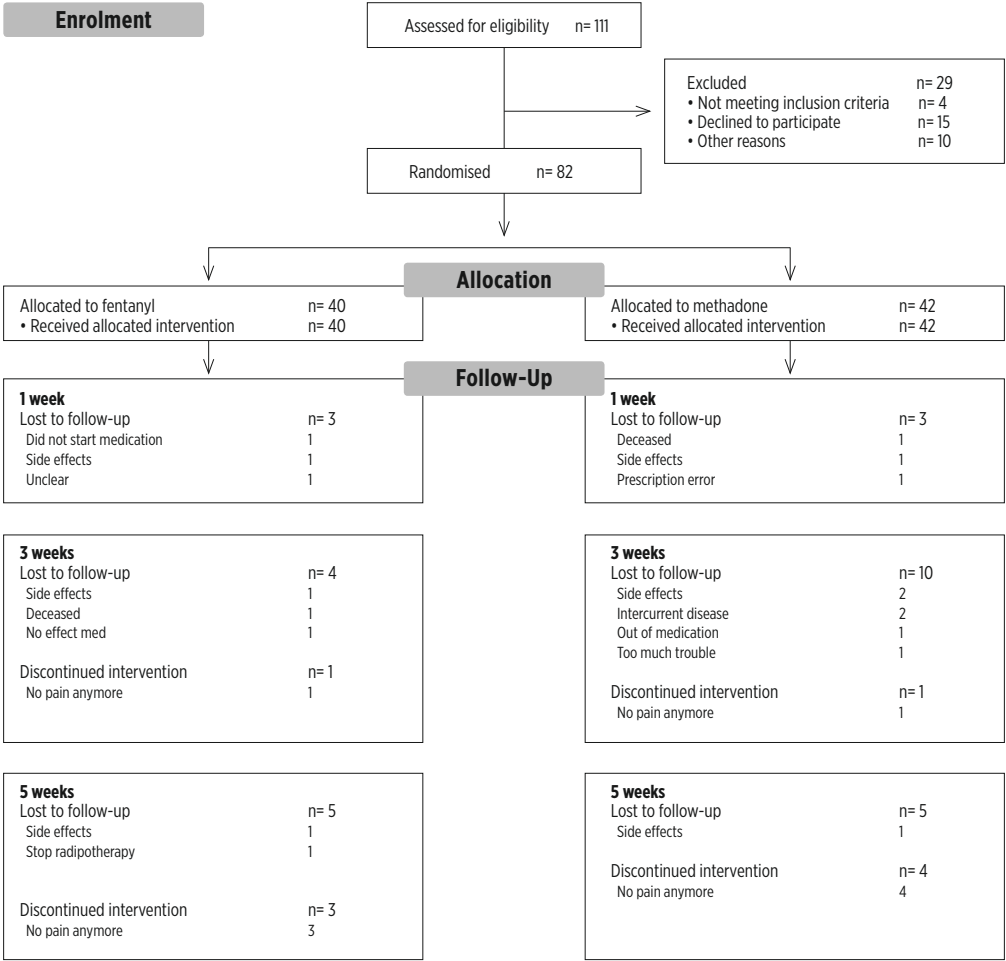 Enrolment
Assessed for eligibility n= 111
Excluded n= 29
• Not meeting inclusion criteria n= 4
• Declined to participate n= 15
• Other reasons n= 10
Randomised n= 82
Allocation
Allocated to fentanyl n= 40
• Received allocated intervention n= 40
Allocated to methadone n= 42
• Received allocated intervention n= 42
Follow-Up
1 week
Lost to follow-up n= 3
Did not start medication 1
Side effects 1
Unclear 1
1 week
Lost to follow-up n= 3
Deceased 1
Side effects 1
Prescription error 1
3 weeks
Lost to follow-up n= 4
Side effects 1
Deceased 1
No effect med 1
Discontinued intervention n= 1
No pain anymore 1
3 weeks
Lost to follow-up n= 10
Side effects 2
Intercurrent disease 2
Out of medication 1
Too much trouble 1
Discontinued intervention n= 1
No pain anymore 1
5 weeks
Lost to follow-up n= 5
Side effects 1
Stop radipotherapy 1
Discontinued intervention n= 3
No pain anymore 3
5 weeks
Lost to follow-up n= 5
Side effects 1
Discontinued intervention n= 4
No pain anymore 4